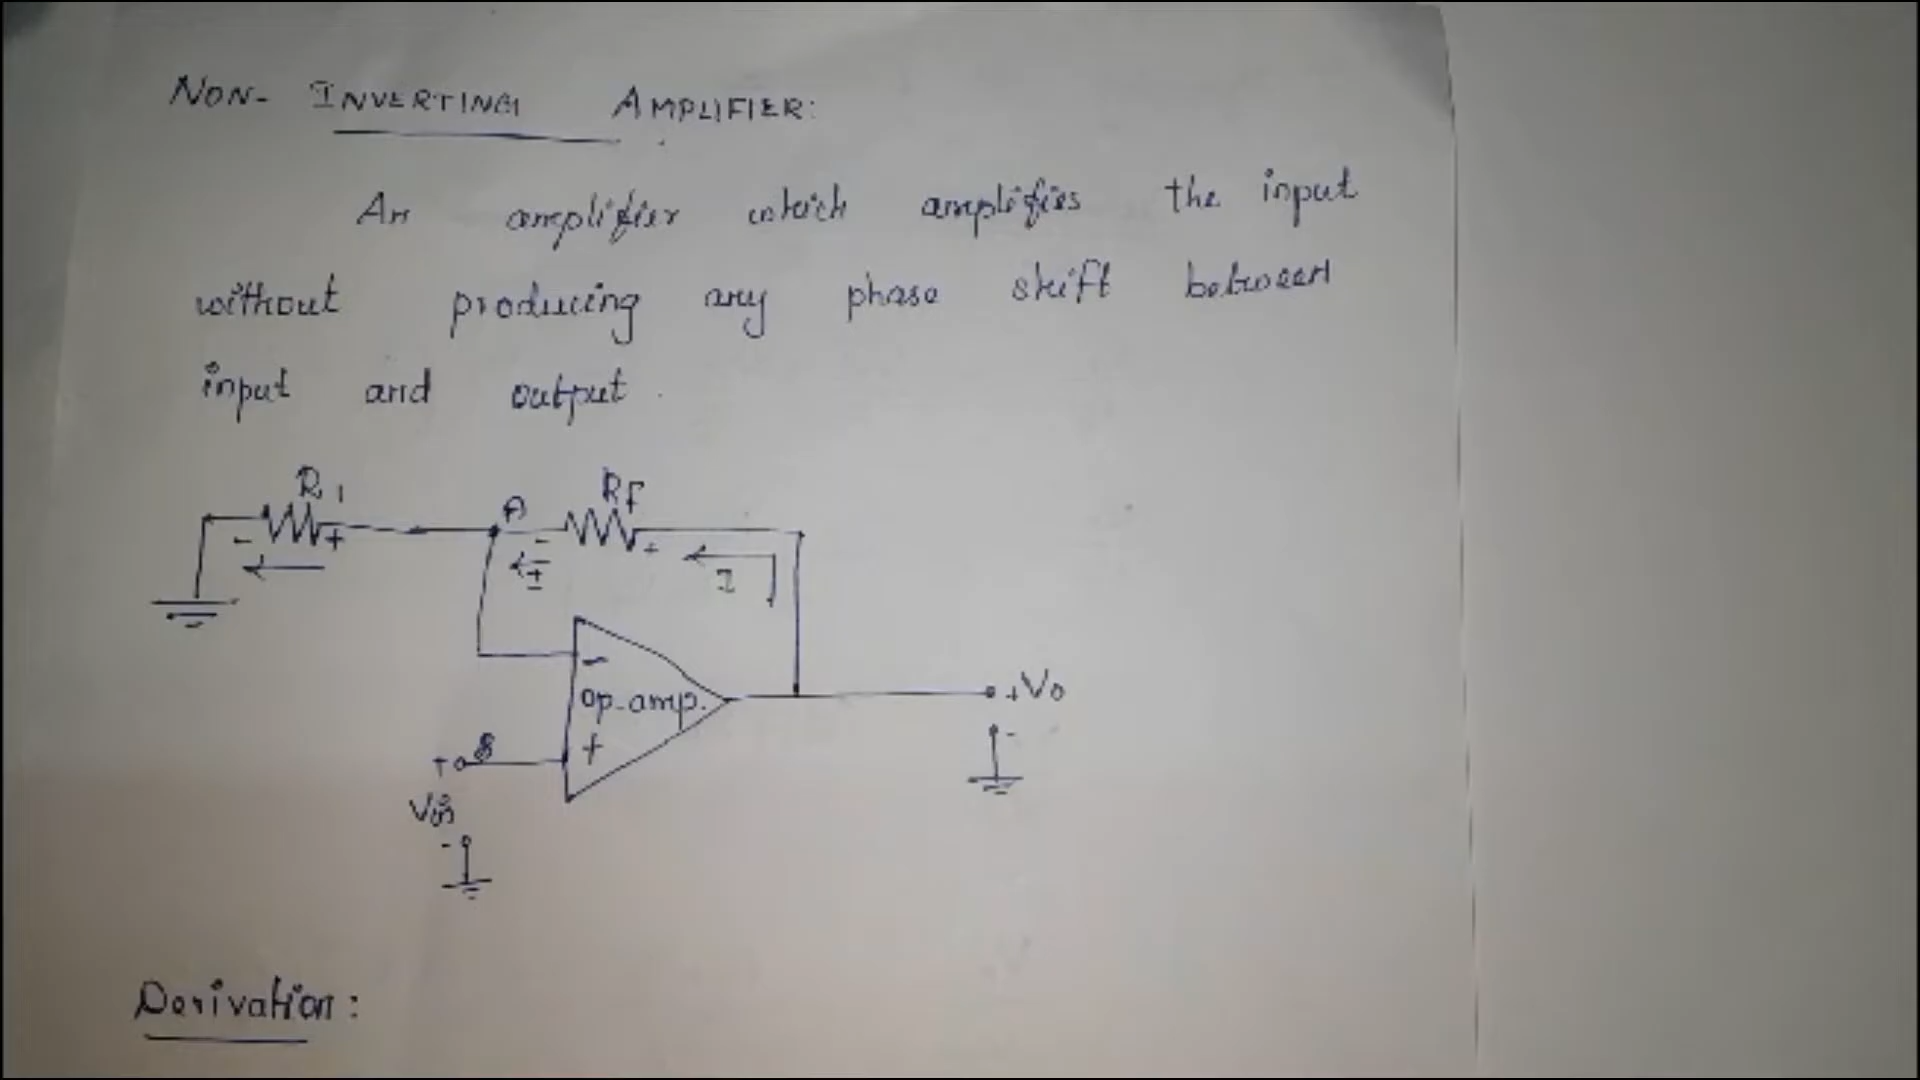 NON- INVERTING AMPLIFIER:
An amplifier which amplifies the input
without producing any phase shift between
input and output.
R1
A
Rf
- +
- +
I
I
-
op-amp.
+
+ B
Vin
-
+Vo
-
Derivation: